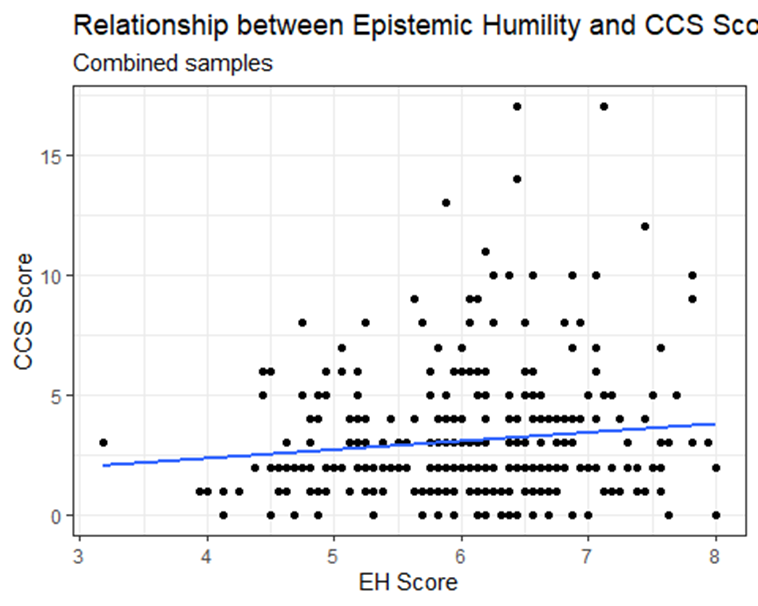 Relationship between Epistemic Humility and CCS Sco
Combined samples
15
10
5
0
CCS Score
3 4 5 6 7 8
EH Score